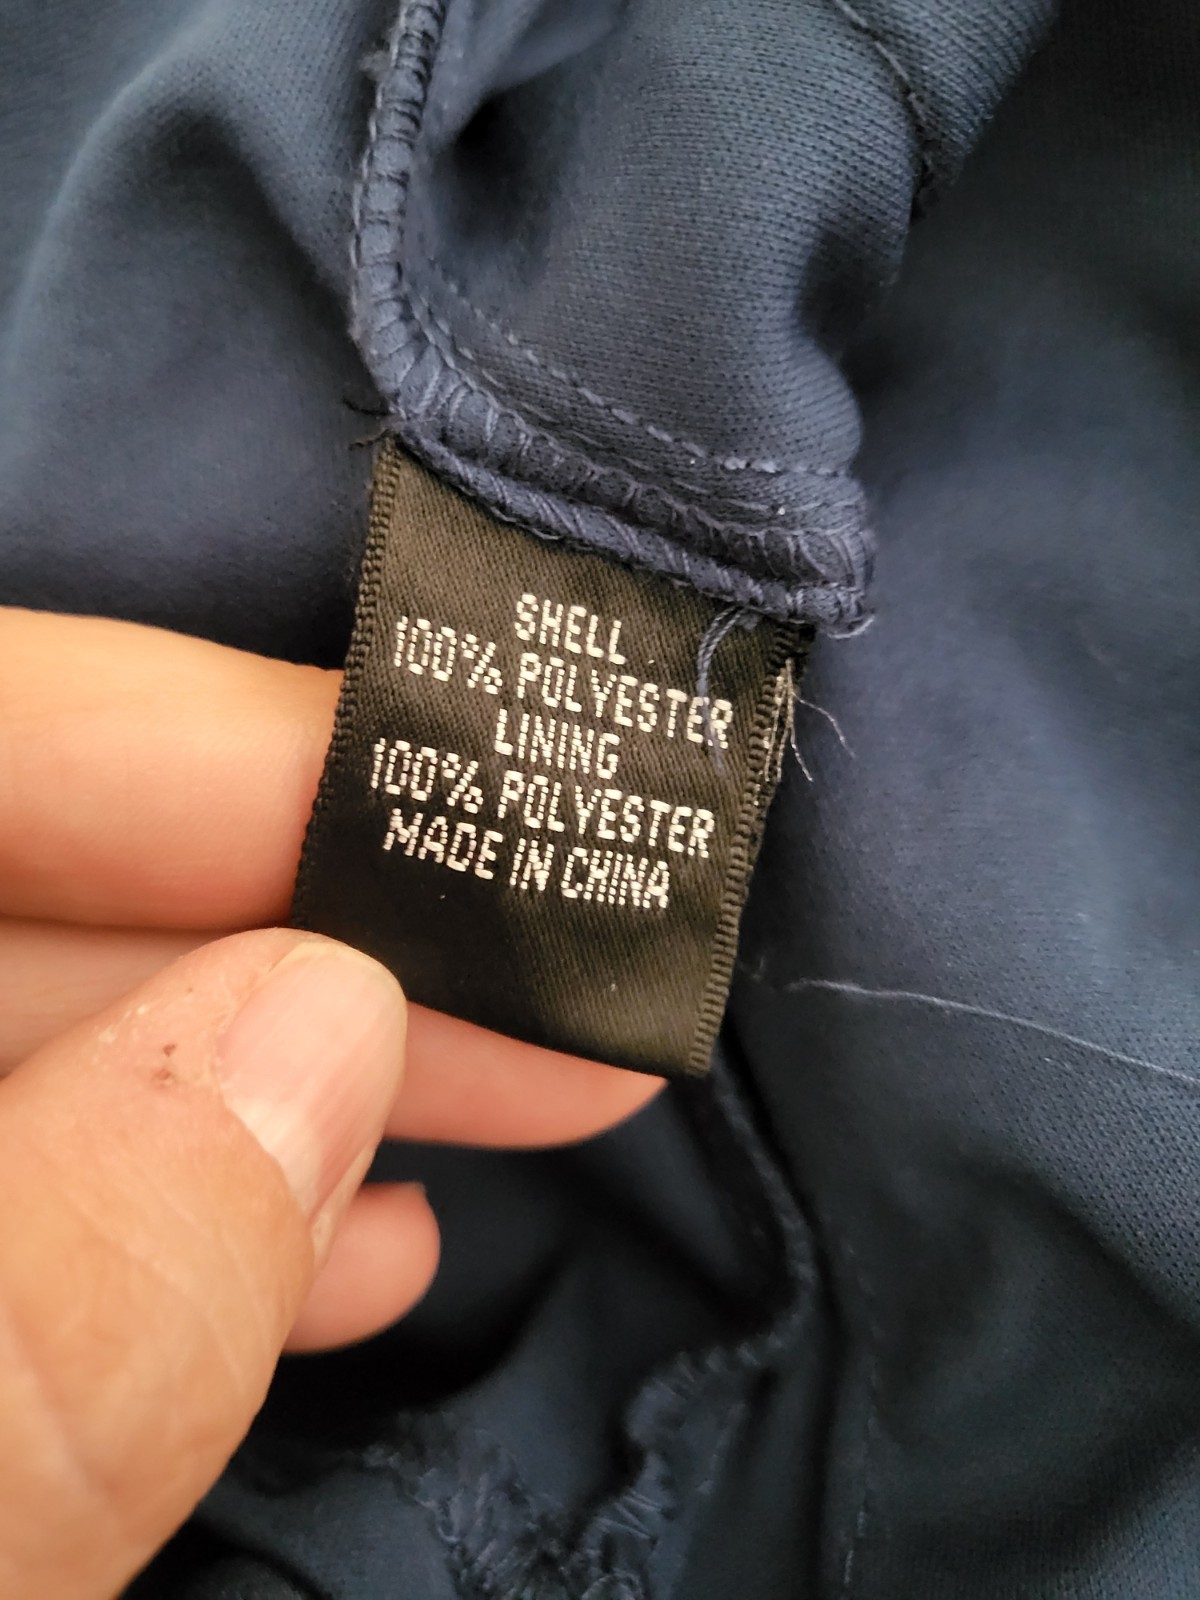 SHELL
100% POLYESTER
LINING
100% POLYESTER
MADE IN CHINA